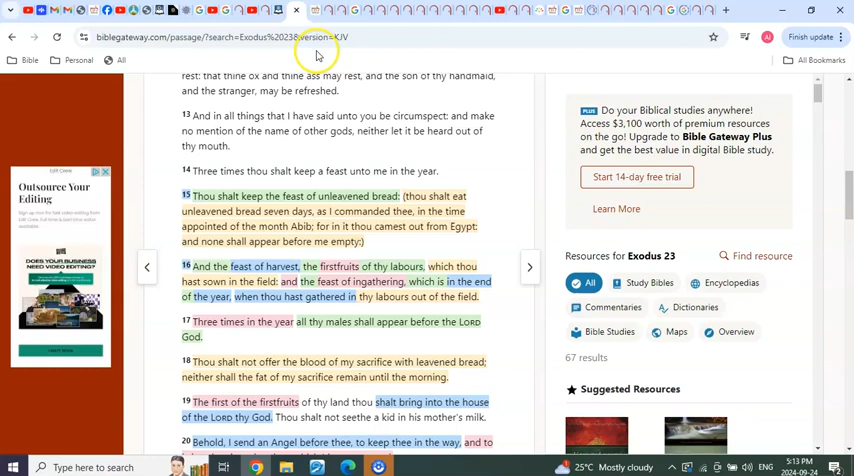 biblegateway.com/passage/?search=Exodus%2023&version=KJV
AI
Finish update
Bible
Personal
All
All Bookmarks
rest: that thine ox and thine ass may rest, and the son of thy handmaid,
and the stranger, may be refreshed.
13 And in all things that I have said unto you be circumspect: and make
no mention of the name of other gods, neither let it be heard out of
thy mouth.
14 Three times thou shalt keep a feast unto me in the year.
15 Thou shalt keep the feast of unleavened bread: (thou shalt eat
unleavened bread seven days, as I commanded thee, in the time
appointed of the month Abib; for in it thou camest out from Egypt:
and none shall appear before me empty:)
16 And the feast of harvest, the firstfruits of thy labours, which thou
hast sown in the field: and the feast of ingathering, which is in the end
of the year, when thou hast gathered in thy labours out of the field.
17 Three times in the year all thy males shall appear before the LORD
God.
18 Thou shalt not offer the blood of my sacrifice with leavened bread;
neither shall the fat of my sacrifice remain until the morning.
19 The first of the firstfruits of thy land thou shalt bring into the house
of the LORD thy God. Thou shalt not seethe a kid in his mother's milk.
20 Behold, I send an Angel before thee, to keep thee in the way, and to
Edit Crew
Outsource Your
Editing
DOES YOUR BUSINESS
NEED VIDEO EDITING?
PLUS Do your Biblical studies anywhere!
Access $3,100 worth of premium resources
on the go! Upgrade to Bible Gateway Plus
and get the best value in digital Bible study.
Start 14-day free trial
Learn More
Resources for Exodus 23
Find resource
All
Study Bibles
Encyclopedias
Commentaries
Dictionaries
Bible Studies
Maps
Overview
67 results
Suggested Resources
Type here to search
25°C Mostly cloudy
ENG
5:13 PM
2024-09-24